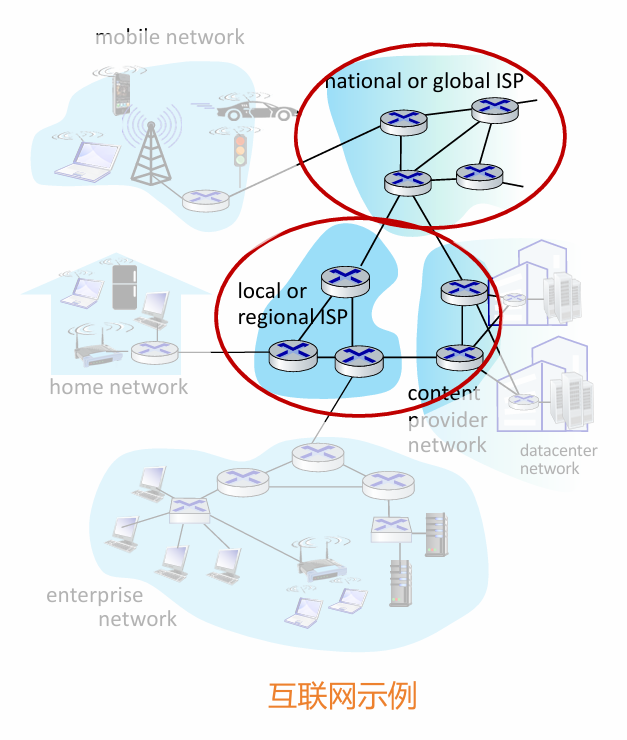 mobile network
national or global ISP
local or
regional ISP
home network
content
provider
network
datacenter
network
enterprise
network
互联网示例